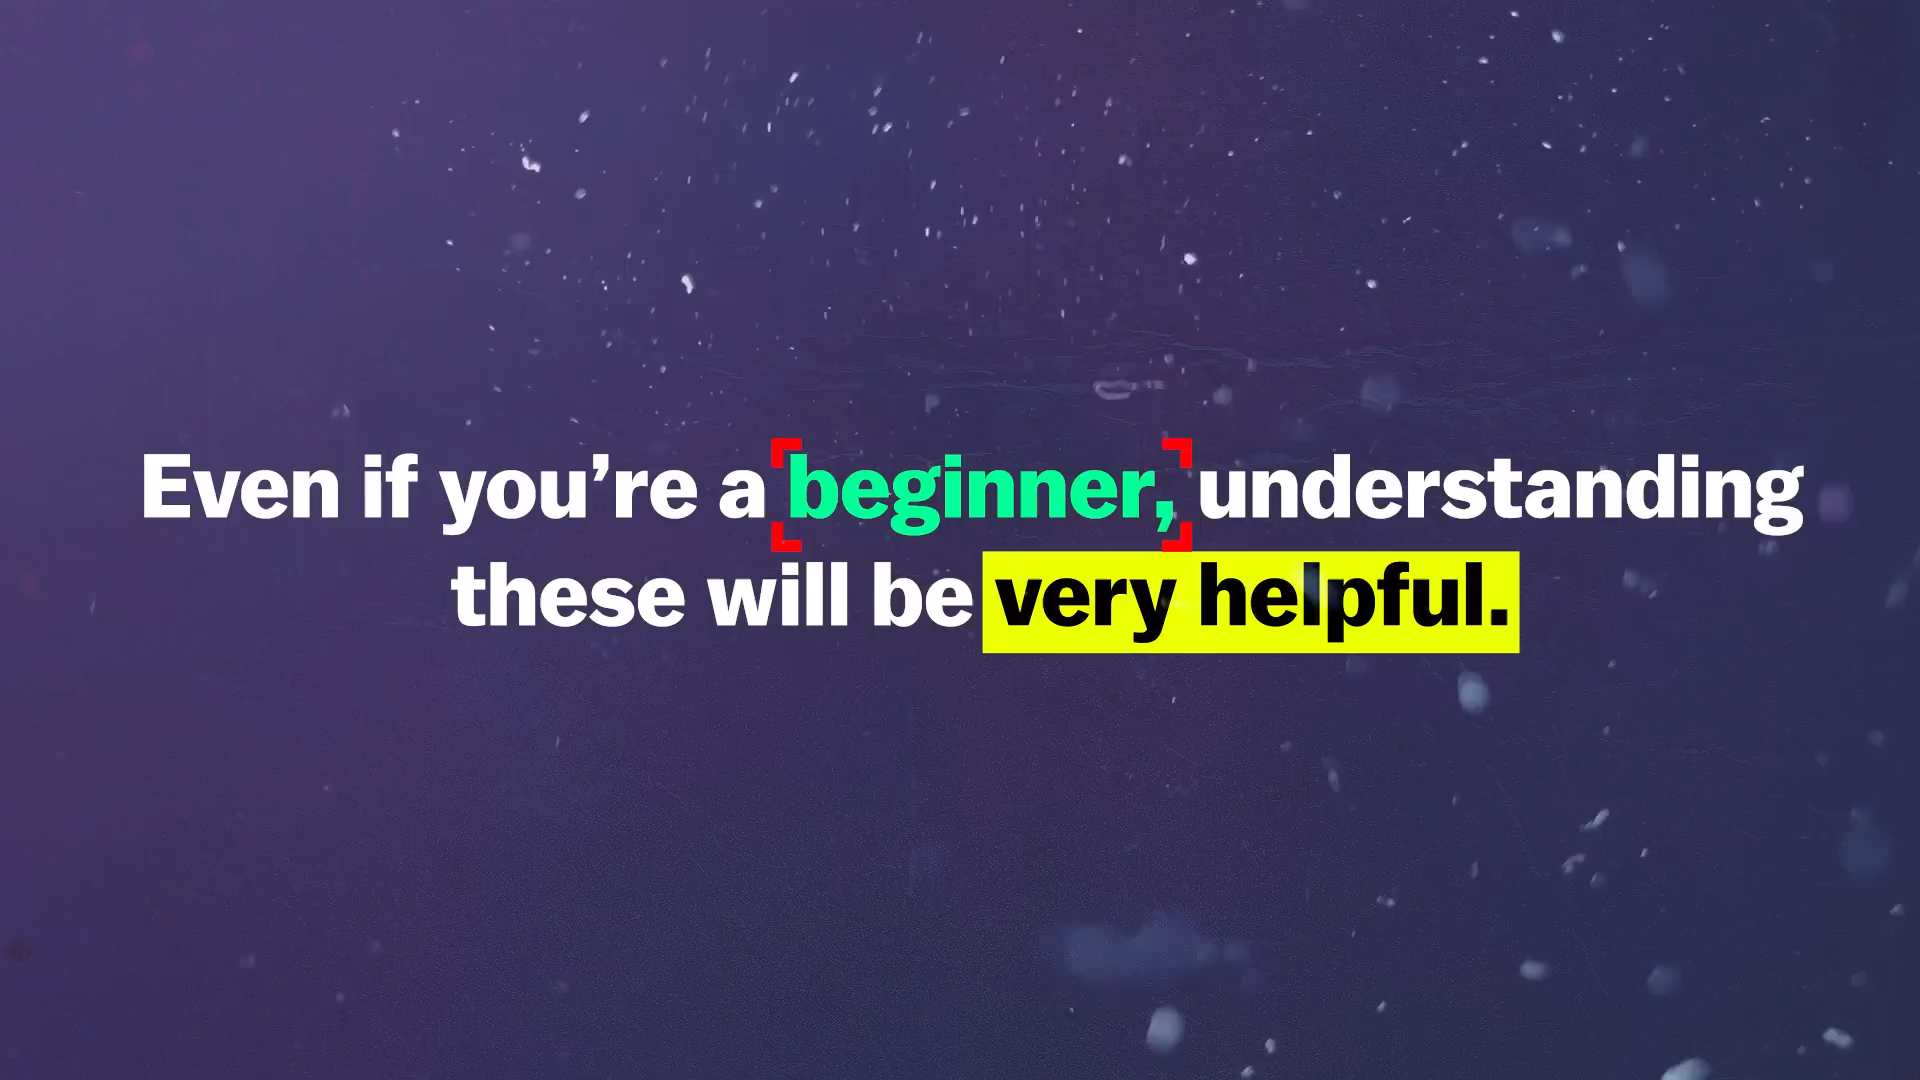 Even if you’re a beginner, understanding
these will be very helpful.